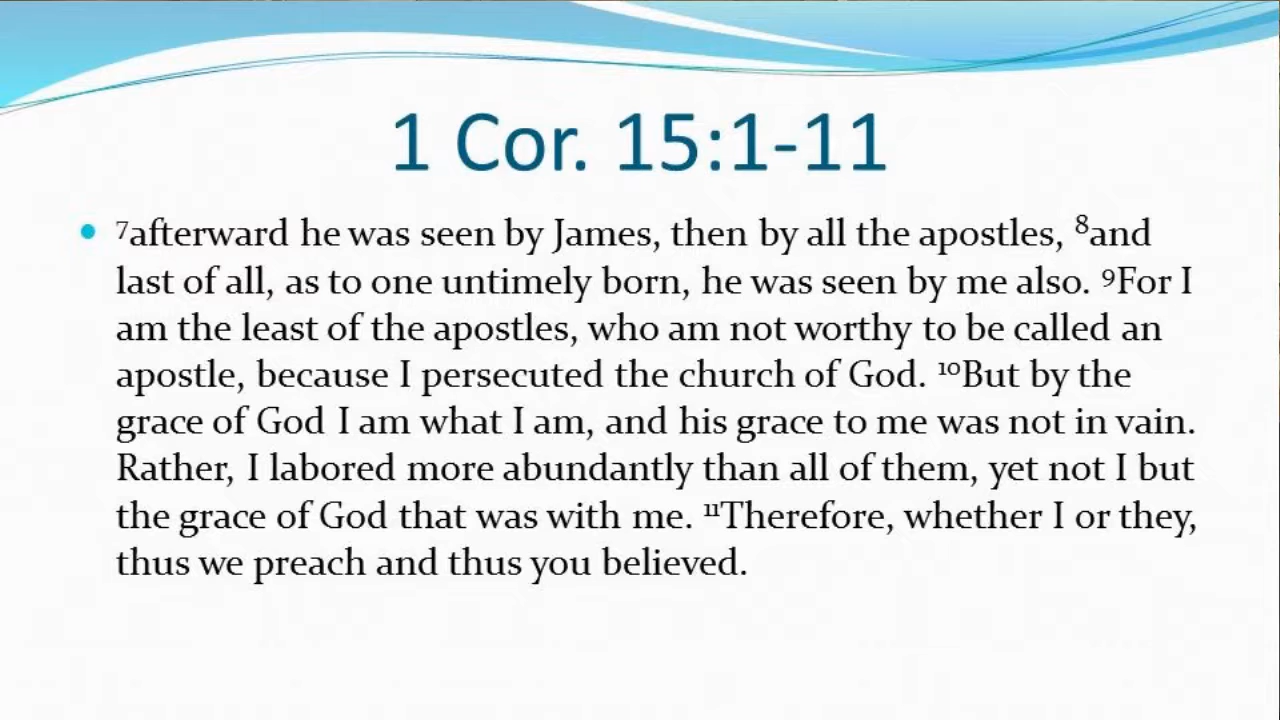 1 Cor. 15:1-11
• ⁷afterward he was seen by James, then by all the apostles, ⁸and
last of all, as to one untimely born, he was seen by me also. ⁹For I
am the least of the apostles, who am not worthy to be called an
apostle, because I persecuted the church of God. ¹⁰But by the
grace of God I am what I am, and his grace to me was not in vain.
Rather, I labored more abundantly than all of them, yet not I but
the grace of God that was with me. ¹¹Therefore, whether I or they,
thus we preach and thus you believed.